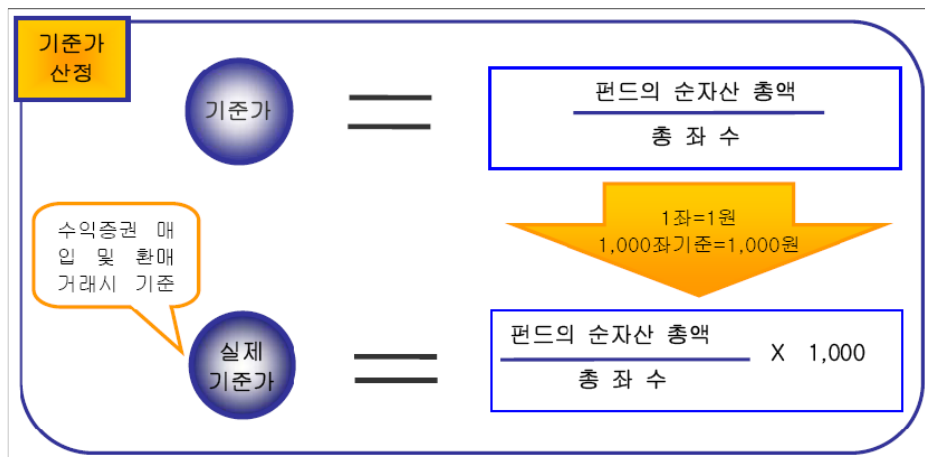 기준가
산정
기준가
펀드의 순자산 총액
총 좌 수
1좌=1원
1,000좌기준=1,000원
수익증권 매
입 및 환매
거래시 기준
실제
기준가
펀드의 순자산 총액
총 좌 수
X 1,000